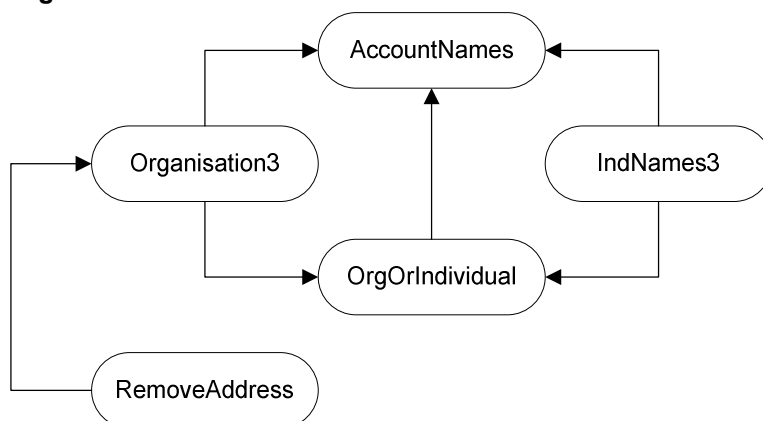 AccountNames
Organisation3
IndNames3
OrgOrIndividual
RemoveAddress